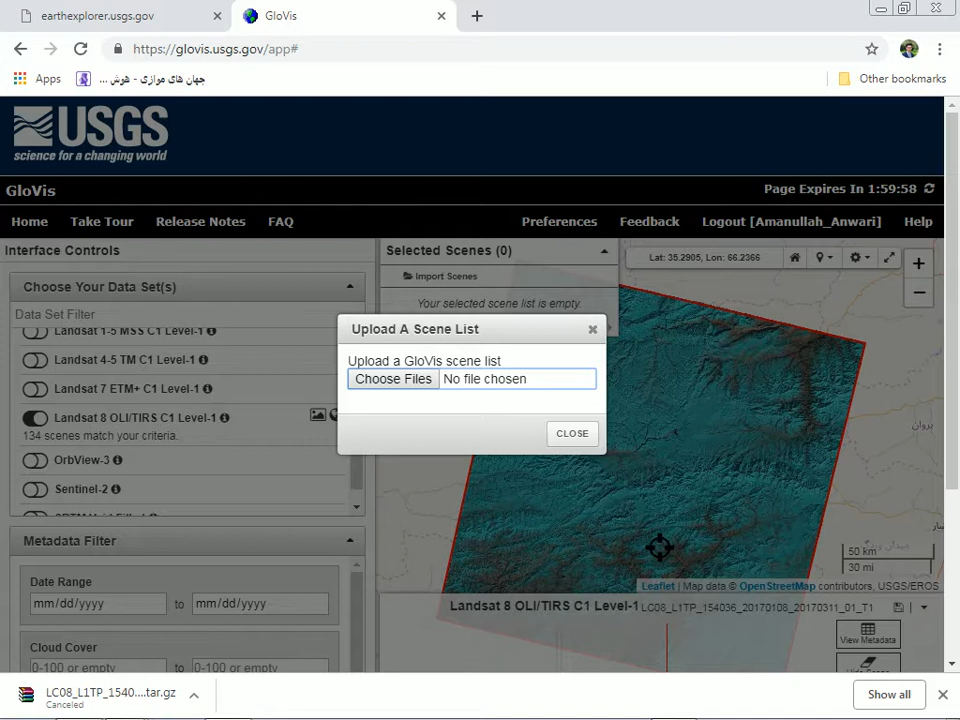 earthexplorer.usgs.gov
GloVis
https://glovis.usgs.gov/app#
Apps
جهان های موازی - هوش ...
Other bookmarks
USGS
science for a changing world
GloVis
Page Expires In 1:59:58
Home Take Tour Release Notes FAQ Preferences Feedback Logout [Amanullah_Anwari] Help
Interface Controls
Choose Your Data Set(s)
Data Set Filter
Landsat 1-5 MSS C1 Level-1
Landsat 4-5 TM C1 Level-1
Landsat 7 ETM+ C1 Level-1
Landsat 8 OLI/TIRS C1 Level-1
134 scenes match your criteria.
OrbView-3
Sentinel-2
SRTM Void Filled
Metadata Filter
Date Range
mm/dd/yyyy to mm/dd/yyyy
Cloud Cover
0-100 or empty to 0-100 or empty
Selected Scenes (0)
Import Scenes
Your selected scene list is empty.
Lat: 35.2905, Lon: 66.2366
+
−
Upload A Scene List
Upload a GloVis scene list
Choose Files No file chosen
CLOSE
پروان
50 km
30 mi
Leaflet | Map data © OpenStreetMap contributors, USGS/EROS
Landsat 8 OLI/TIRS C1 Level-1 LC08_L1TP_154036_20170108_20170311_01_T1
View Metadata
Hide Scene
LC08_L1TP_1540....tar.gz
Canceled
Show all